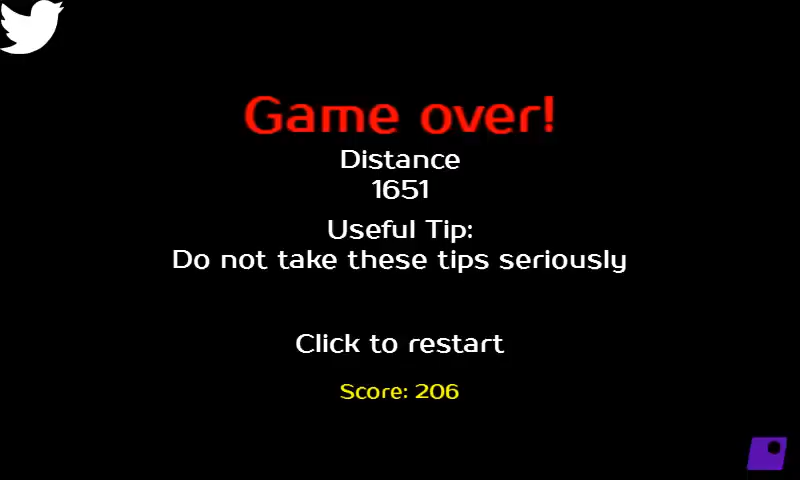 Game over!
Distance
1651
Useful Tip:
Do not take these tips seriously
Click to restart
Score: 206